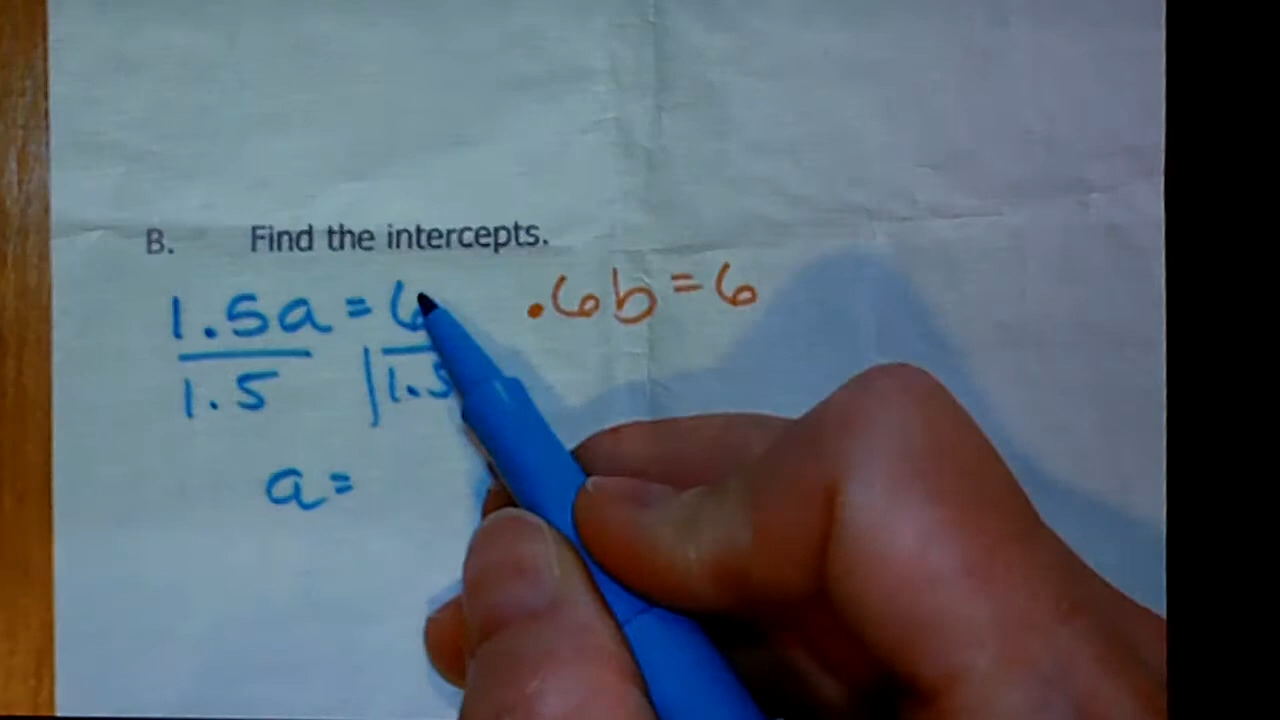 B. Find the intercepts.
1.5a = 6 .6b = 6
1.5 1.5
a =